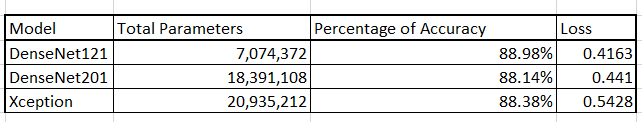 Model Total Parameters Percentage of Accuracy Loss
DenseNet121 7,074,372 88.98% 0.4163
DenseNet201 18,391,108 88.14% 0.441
Xception 20,935,212 88.38% 0.5428